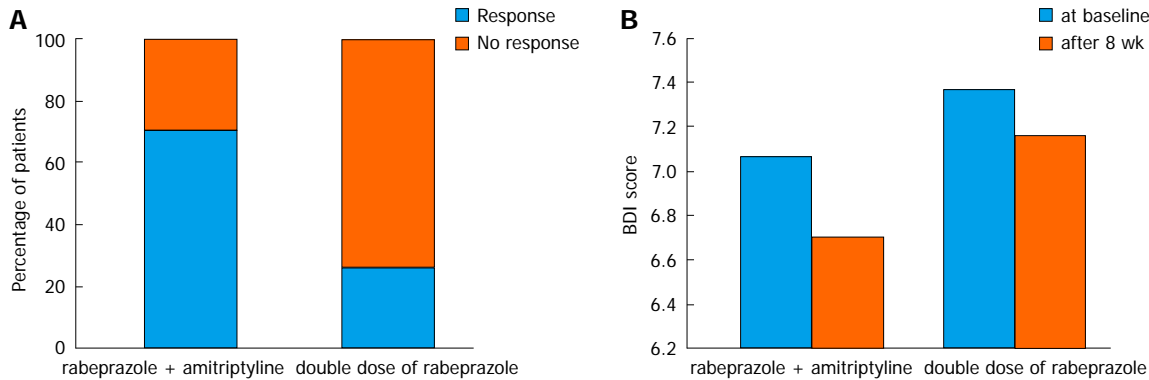 A
Response
No response
Percentage of patients
100
80
60
40
20
0
rabeprazole + amitriptyline
double dose of rabeprazole
B
at baseline
after 8 wk
BDI score
7.6
7.4
7.2
7.0
6.8
6.6
6.4
6.2
rabeprazole + amitriptyline
double dose of rabeprazole